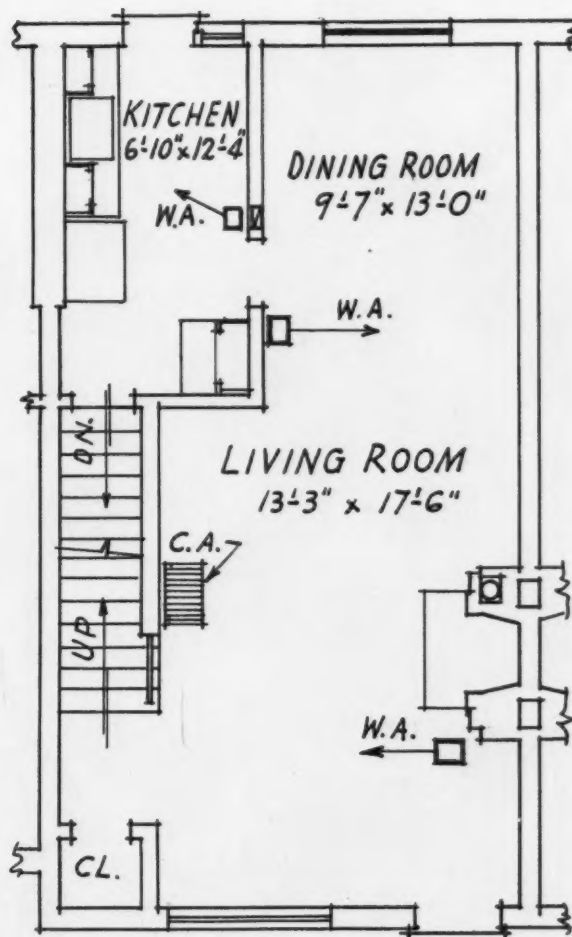 KITCHEN
6'-10" x 12'-4"
DINING ROOM
9'-7" x 13'-0"
W.A.
W.A.
DN.
LIVING ROOM
13'-3" x 17'-6"
C.A.
UP
W.A.
CL.